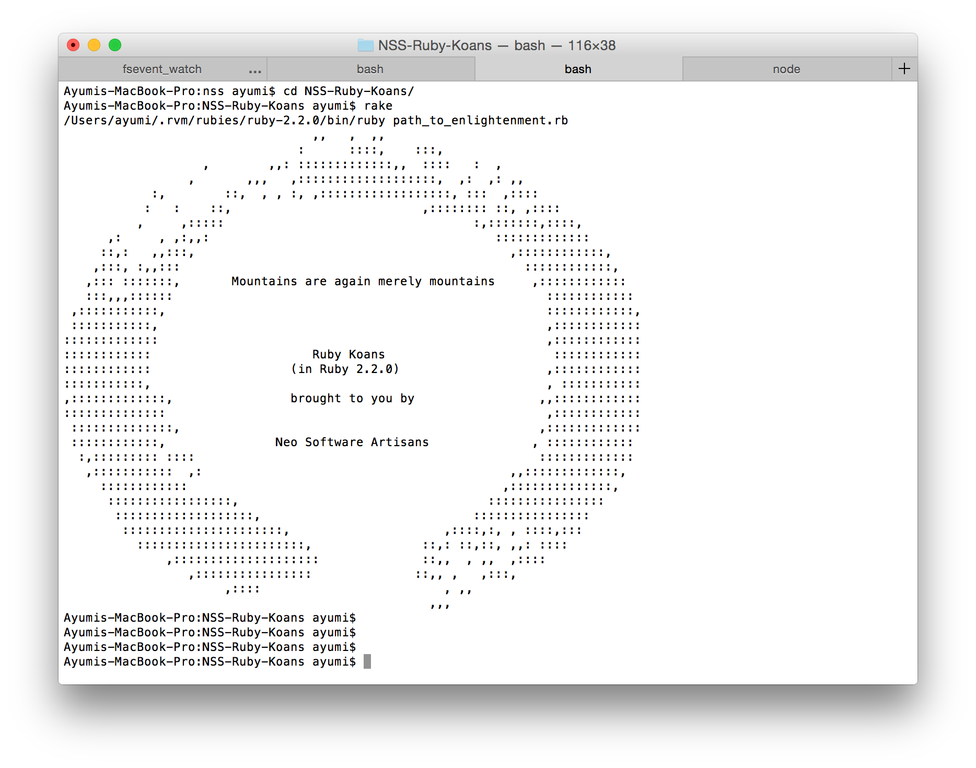 NSS-Ruby-Koans — bash — 116×38
fsevent_watch ... bash bash node +
Ayumis-MacBook-Pro:nss ayumi$ cd NSS-Ruby-Koans/
Ayumis-MacBook-Pro:NSS-Ruby-Koans ayumi$ rake
/Users/ayumi/.rvm/rubies/ruby-2.2.0/bin/ruby path_to_enlightenment.rb
Mountains are again merely mountains
Ruby Koans
(in Ruby 2.2.0)
brought to you by
Neo Software Artisans
Ayumis-MacBook-Pro:NSS-Ruby-Koans ayumi$
Ayumis-MacBook-Pro:NSS-Ruby-Koans ayumi$
Ayumis-MacBook-Pro:NSS-Ruby-Koans ayumi$
Ayumis-MacBook-Pro:NSS-Ruby-Koans ayumi$